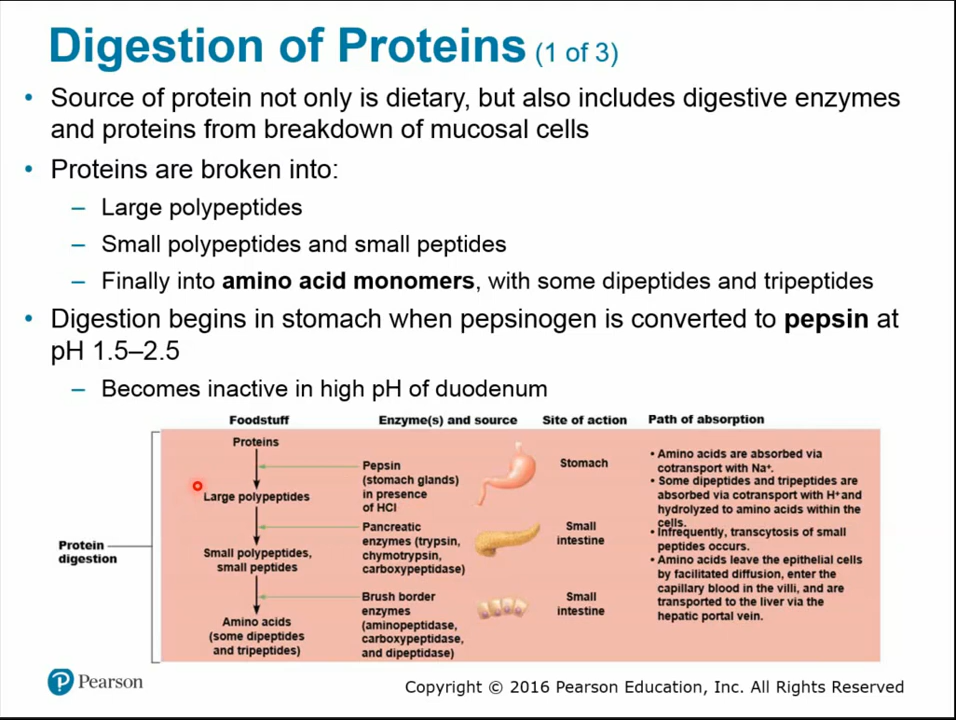 Digestion of Proteins (1 of 3)
• Source of protein not only is dietary, but also includes digestive enzymes
and proteins from breakdown of mucosal cells
• Proteins are broken into:
– Large polypeptides
– Small polypeptides and small peptides
– Finally into amino acid monomers, with some dipeptides and tripeptides
• Digestion begins in stomach when pepsinogen is converted to pepsin at
pH 1.5–2.5
– Becomes inactive in high pH of duodenum
Foodstuff Enzyme(s) and source Site of action Path of absorption
Protein
digestion
Proteins
Large polypeptides
Small polypeptides,
small peptides
Amino acids
(some dipeptides
and tripeptides)
Pepsin
(stomach glands)
in presence
of HCl
Pancreatic
enzymes (trypsin,
chymotrypsin,
carboxypeptidase)
Brush border
enzymes
(aminopeptidase,
carboxypeptidase,
and dipeptidase)
Stomach
Small
intestine
Small
intestine
• Amino acids are absorbed via
cotransport with Na⁺.
• Some dipeptides and tripeptides are
absorbed via cotransport with H⁺ and
hydrolyzed to amino acids within the
cells.
• Infrequently, transcytosis of small
peptides occurs.
• Amino acids leave the epithelial cells
by facilitated diffusion, enter the
capillary blood in the villi, and are
transported to the liver via the
hepatic portal vein.
P Pearson
Copyright © 2016 Pearson Education, Inc. All Rights Reserved